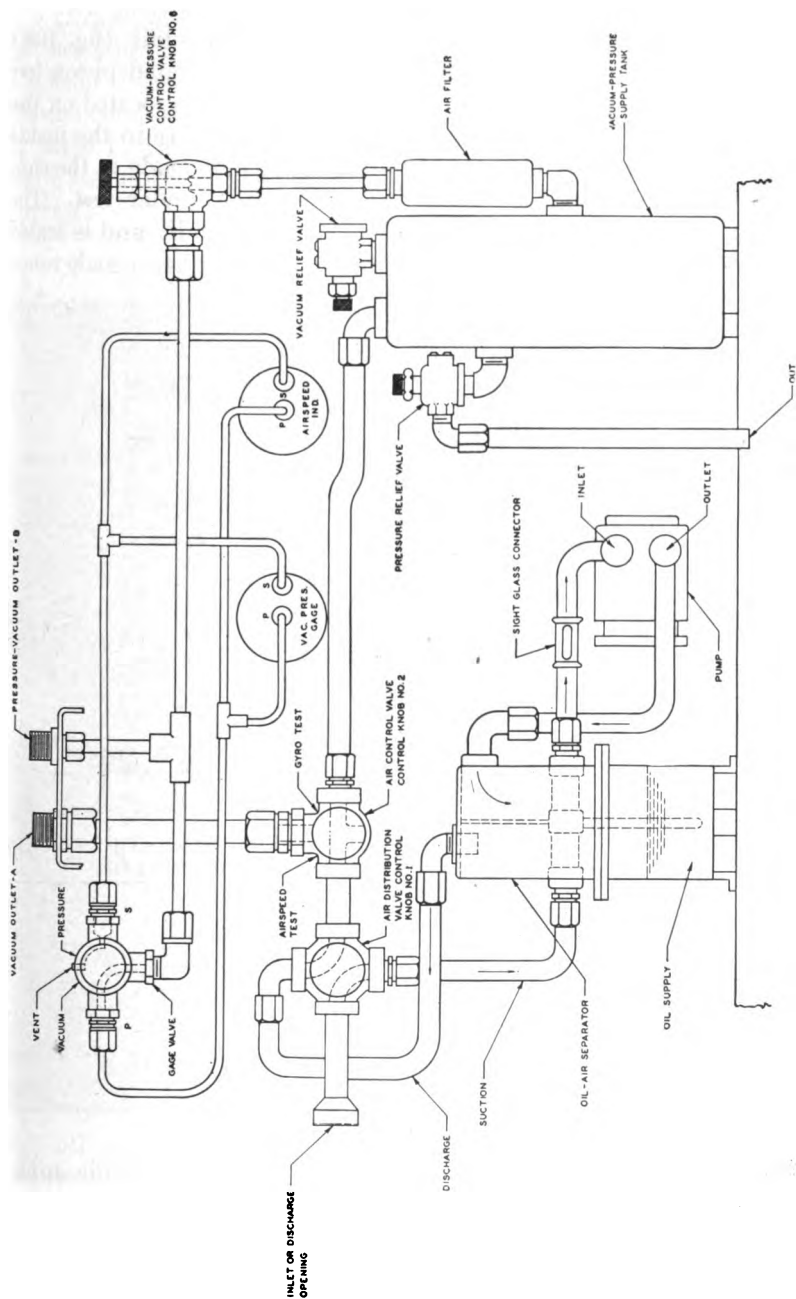 VACUUM OUTLET-A
PRESSURE-VACUUM OUTLET-B
VENT
VACUUM
PRESSURE
P
S
GAGE VALVE
VACUUM-PRESSURE
CONTROL VALVE
CONTROL KNOB NO.8
P
S
VAC. PRES.
GAGE
P
S
AIRSPEED
IND.
INLET OR DISCHARGE
OPENING
AIRSPEED
TEST
GYRO TEST
AIR DISTRIBUTION
VALVE CONTROL
KNOB NO.1
AIR CONTROL VALVE
CONTROL KNOB NO.2
VACUUM RELIEF VALVE
AIR FILTER
PRESSURE RELIEF VALVE
DISCHARGE
SUCTION
SIGHT GLASS CONNECTOR
INLET
OUTLET
OIL-AIR SEPARATOR
OIL SUPPLY
PUMP
VACUUM-PRESSURE
SUPPLY TANK
OUT